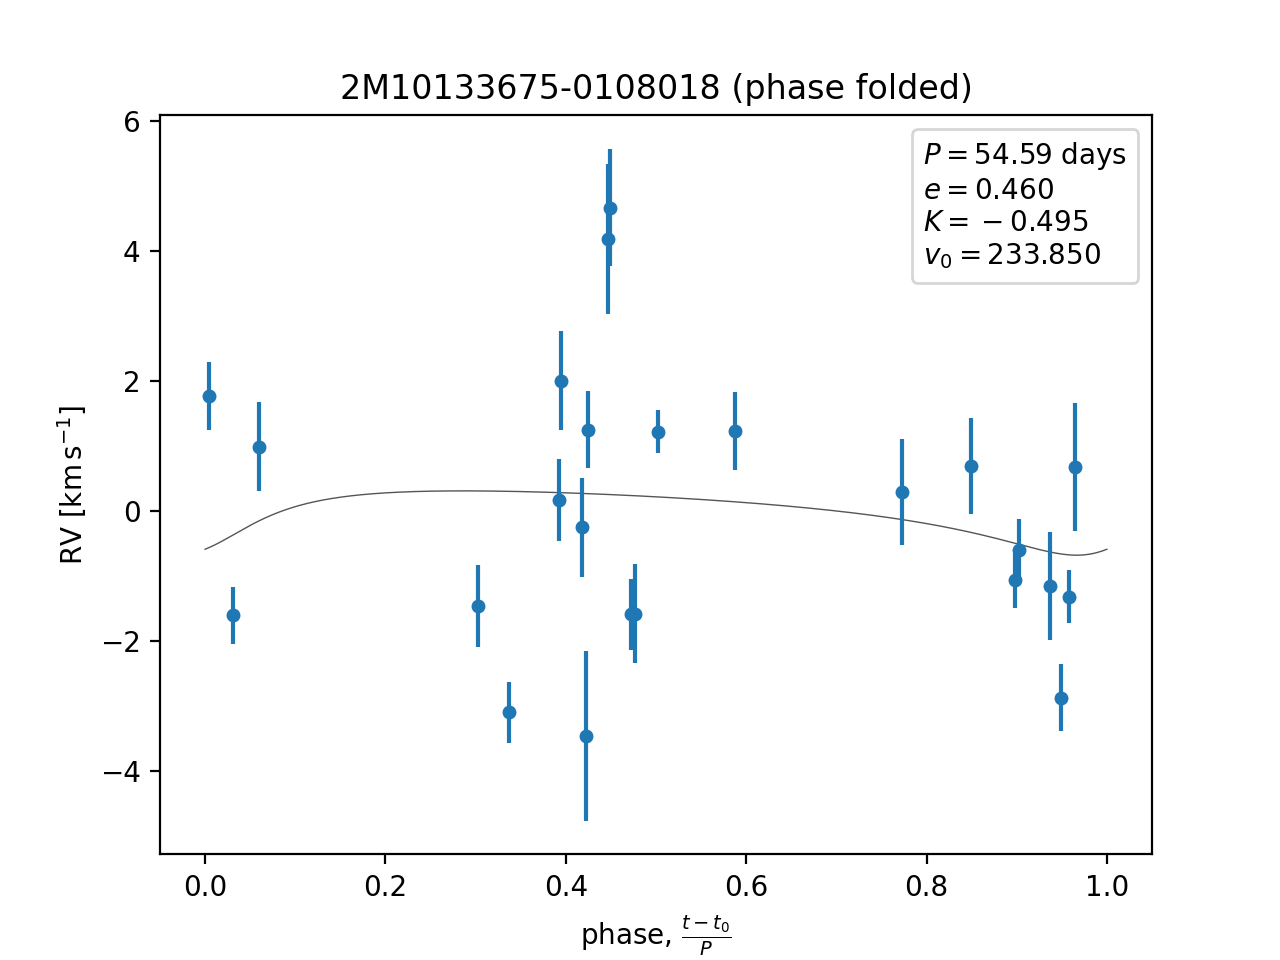 2M10133675-0108018 (phase folded)
P = 54.59 days
e = 0.460
K = −0.495
v₀ = 233.850
RV [km s⁻¹]
6
4
2
0
−2
−4
0.0 0.2 0.4 0.6 0.8 1.0
phase, (t − t₀)/P